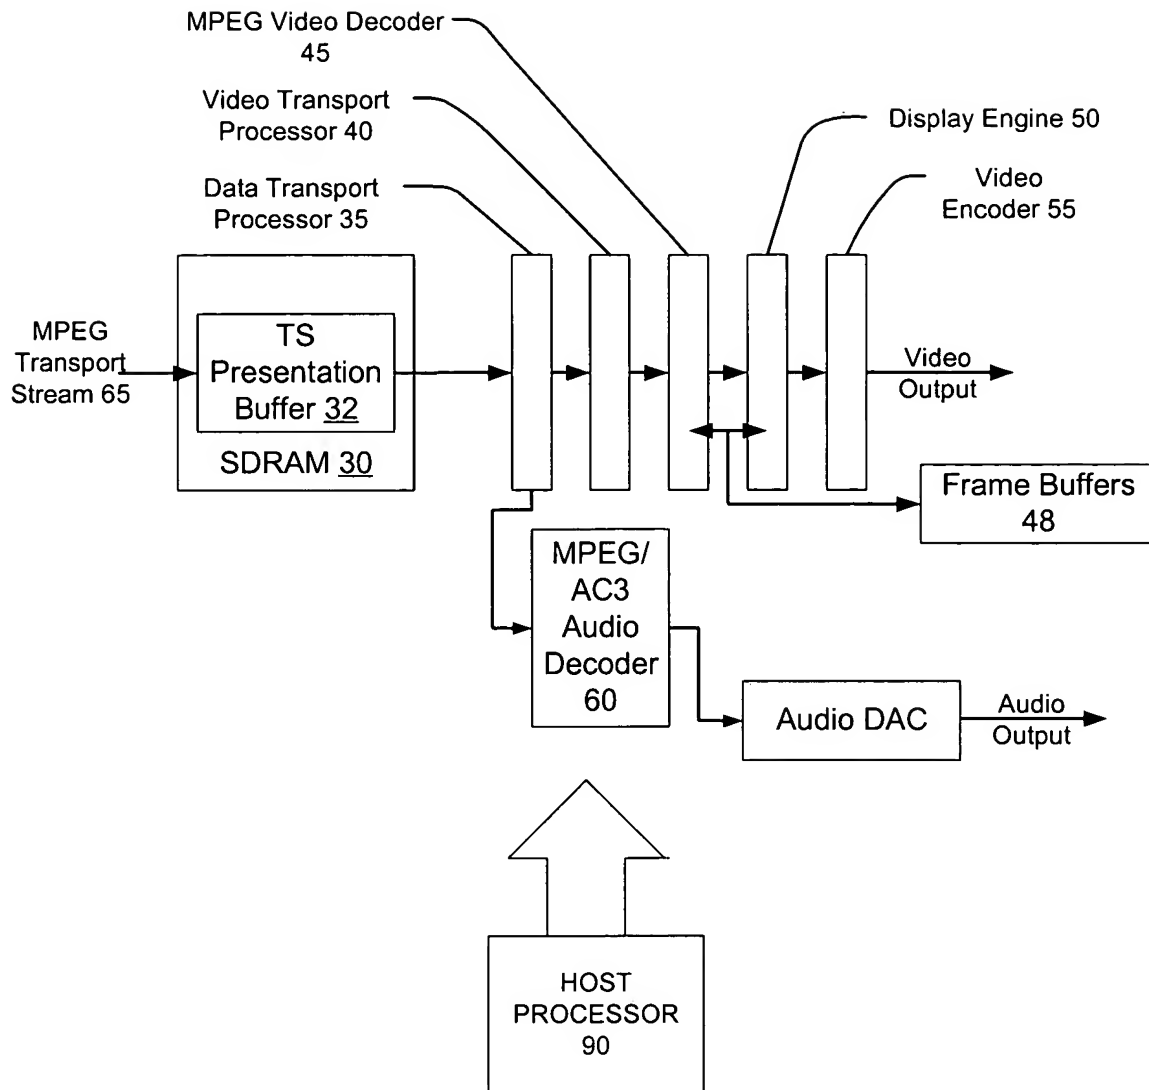 MPEG Video Decoder
45
Video Transport
Processor 40
Data Transport
Processor 35
Display Engine 50
Video
Encoder 55
MPEG
Transport
Stream 65
TS
Presentation
Buffer 32
SDRAM 30
Video
Output
Frame Buffers
48
MPEG/
AC3
Audio
Decoder
60
Audio DAC
Audio
Output
HOST
PROCESSOR
90